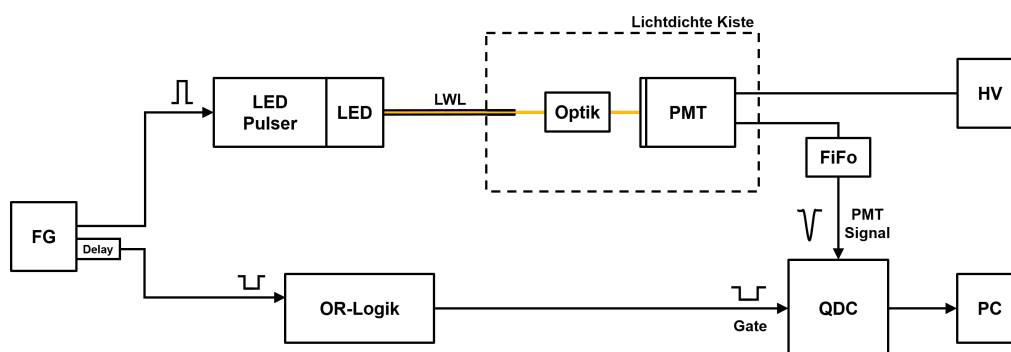 Lichtdichte Kiste
LED
Pulser
LED
LWL
Optik
PMT
HV
FiFo
PMT
Signal
FG
Delay
OR-Logik
Gate
QDC
PC